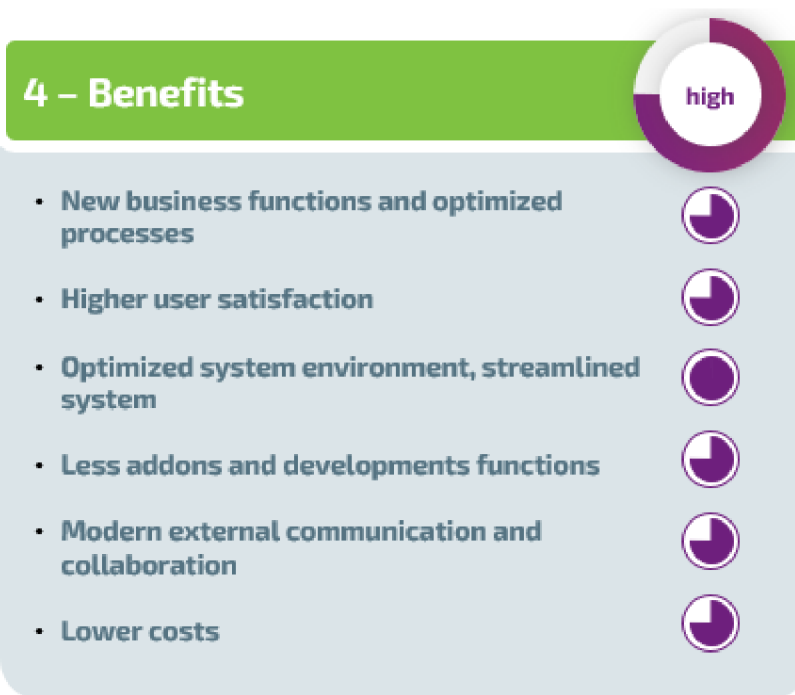 4 – Benefits
high
• New business functions and optimized
processes
• Higher user satisfaction
• Optimized system environment, streamlined
system
• Less addons and developments functions
• Modern external communication and
collaboration
• Lower costs